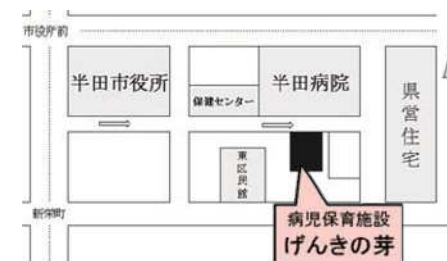 市役所前
半田市役所
保健センター
半田病院
県営住宅
東区民館
新栄町
病児保育施設
げんきの芽